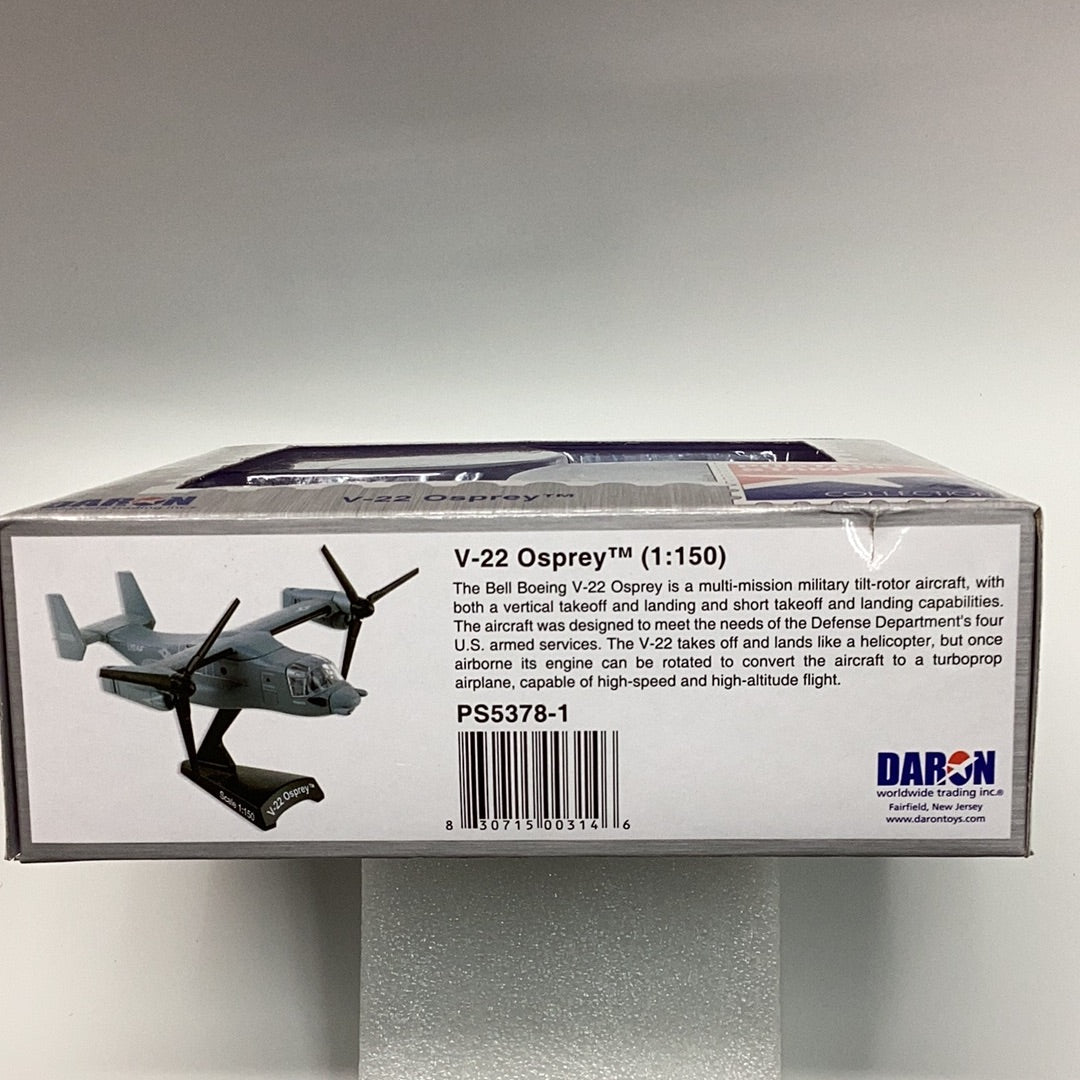 DARON
V-22 Osprey™
COLLECTION
V-22 Osprey™ (1:150)
The Bell Boeing V-22 Osprey is a multi-mission military tilt-rotor aircraft, with
both a vertical takeoff and landing and short takeoff and landing capabilities.
The aircraft was designed to meet the needs of the Defense Department's four
U.S. armed services. The V-22 takes off and lands like a helicopter, but once
airborne its engine can be rotated to convert the aircraft to a turboprop
airplane, capable of high-speed and high-altitude flight.
PS5378-1
8 30715 00314 6
Scale 1:150
V-22 Osprey™
DARON
worldwide trading inc.®
Fairfield, New Jersey
www.darontoys.com